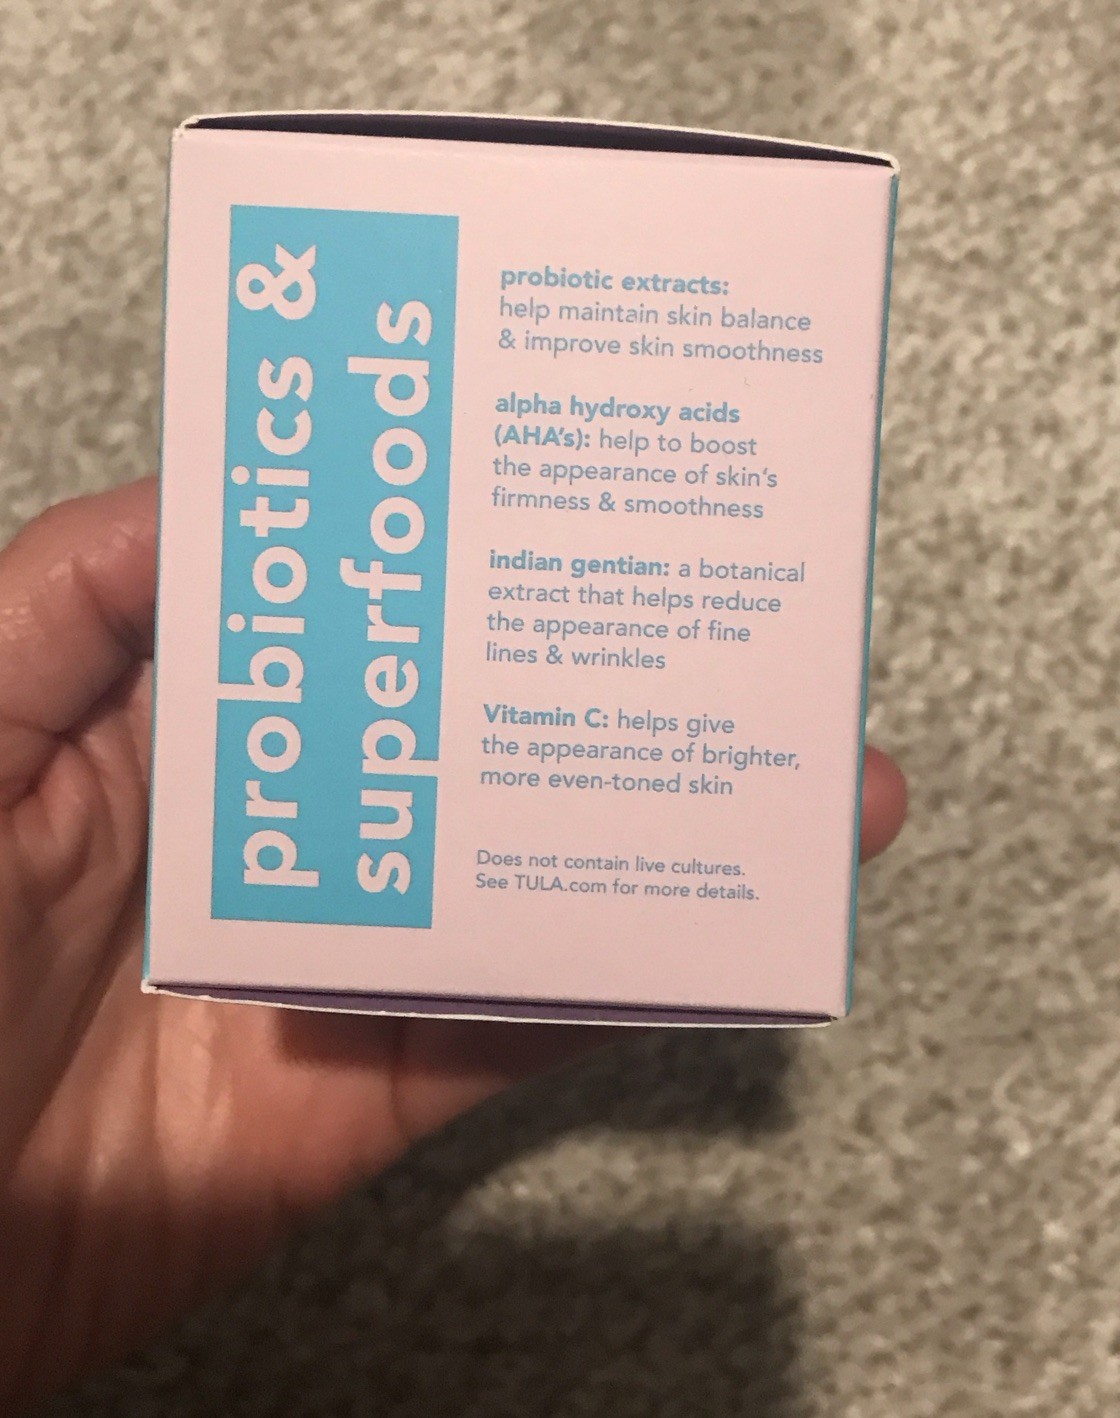 probiotics &
superfoods
probiotic extracts:
help maintain skin balance
& improve skin smoothness
alpha hydroxy acids
(AHA's): help to boost
the appearance of skin's
firmness & smoothness
indian gentian: a botanical
extract that helps reduce
the appearance of fine
lines & wrinkles
Vitamin C: helps give
the appearance of brighter,
more even-toned skin
Does not contain live cultures.
See TULA.com for more details.